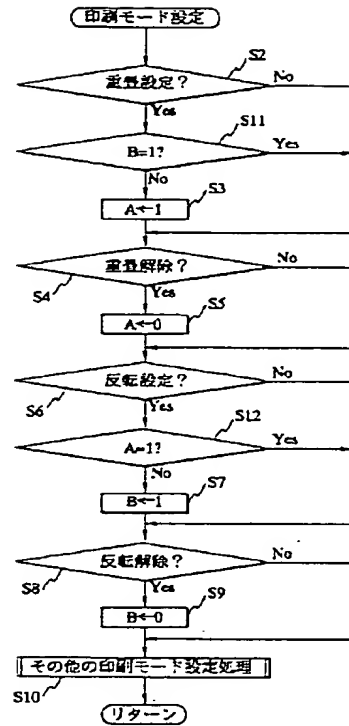 印刷モード設定
S2
重畳設定？
No
Yes
S11
B=1?
Yes
No
S3
A←1
重畳解除？
No
S4
Yes
S5
A←0
反転設定？
No
S6
Yes
S12
A=1?
Yes
No
S7
B←1
反転解除？
No
S8
Yes
S9
B←0
その他の印刷モード設定処理
S10
リターン